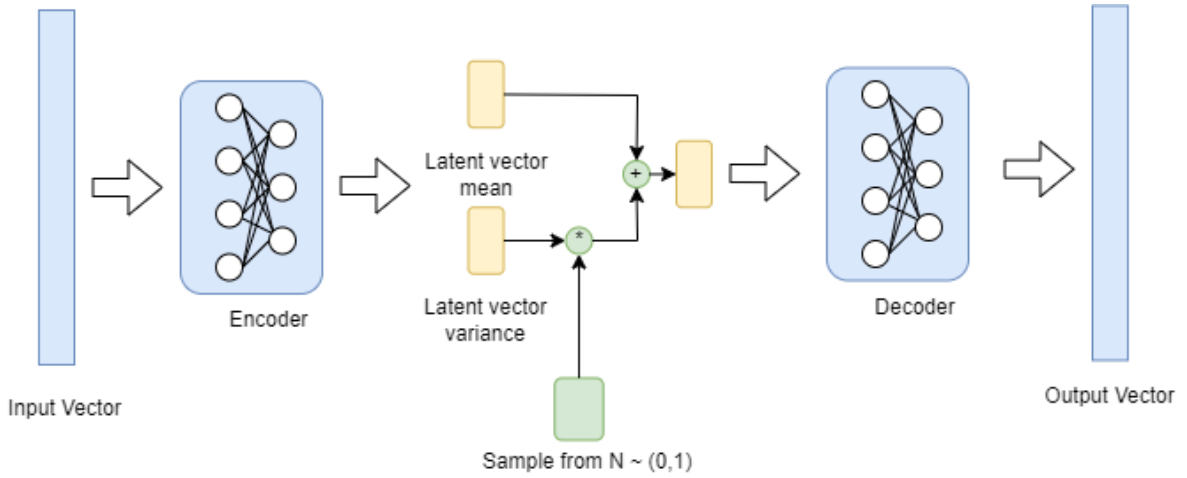 Input Vector
Encoder
Latent vector
mean
Latent vector
variance
*
+
Sample from N ~ (0,1)
Decoder
Output Vector